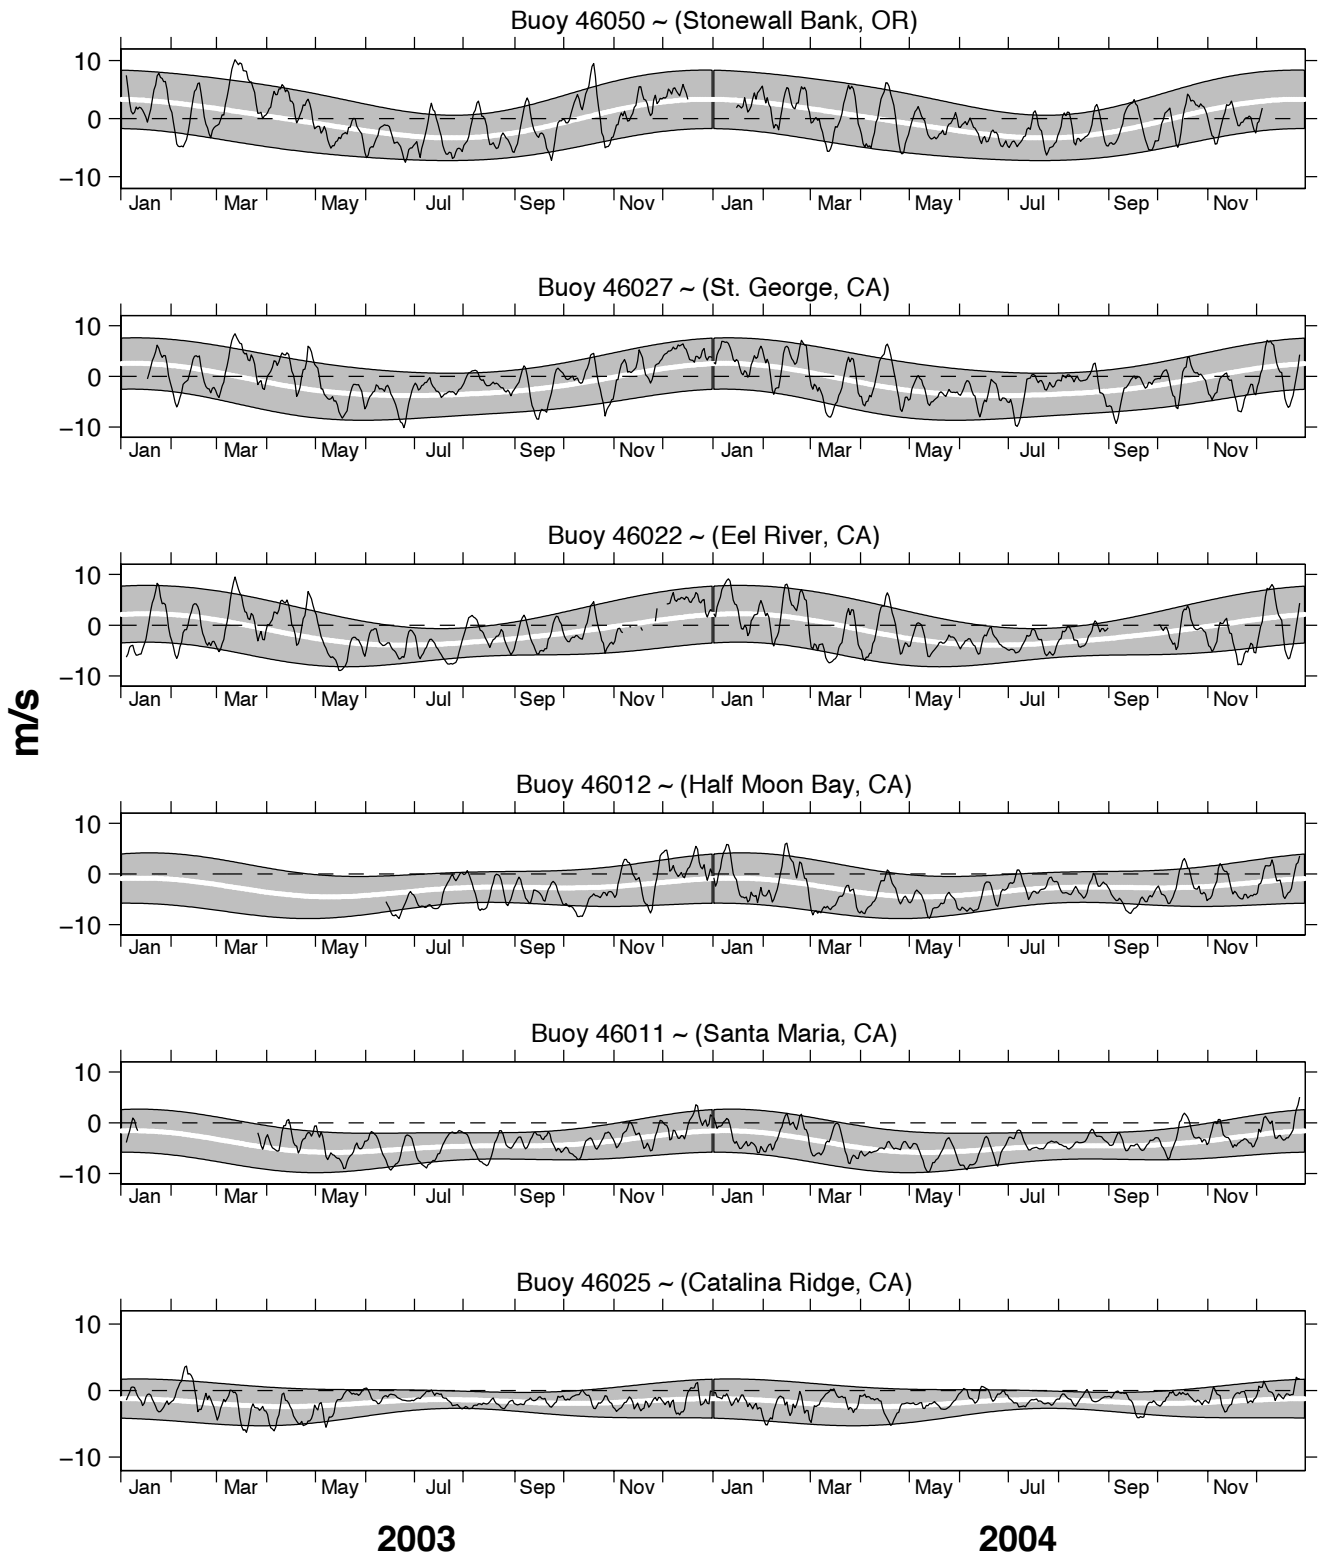 Buoy 46050 ~ (Stonewall Bank, OR)
10
0
−10
Jan Mar May Jul Sep Nov Jan Mar May Jul Sep Nov
Buoy 46027 ~ (St. George, CA)
10
0
−10
Jan Mar May Jul Sep Nov Jan Mar May Jul Sep Nov
Buoy 46022 ~ (Eel River, CA)
10
0
−10
Jan Mar May Jul Sep Nov Jan Mar May Jul Sep Nov
m/s
Buoy 46012 ~ (Half Moon Bay, CA)
10
0
−10
Jan Mar May Jul Sep Nov Jan Mar May Jul Sep Nov
Buoy 46011 ~ (Santa Maria, CA)
10
0
−10
Jan Mar May Jul Sep Nov Jan Mar May Jul Sep Nov
Buoy 46025 ~ (Catalina Ridge, CA)
10
0
−10
Jan Mar May Jul Sep Nov Jan Mar May Jul Sep Nov
2003 2004